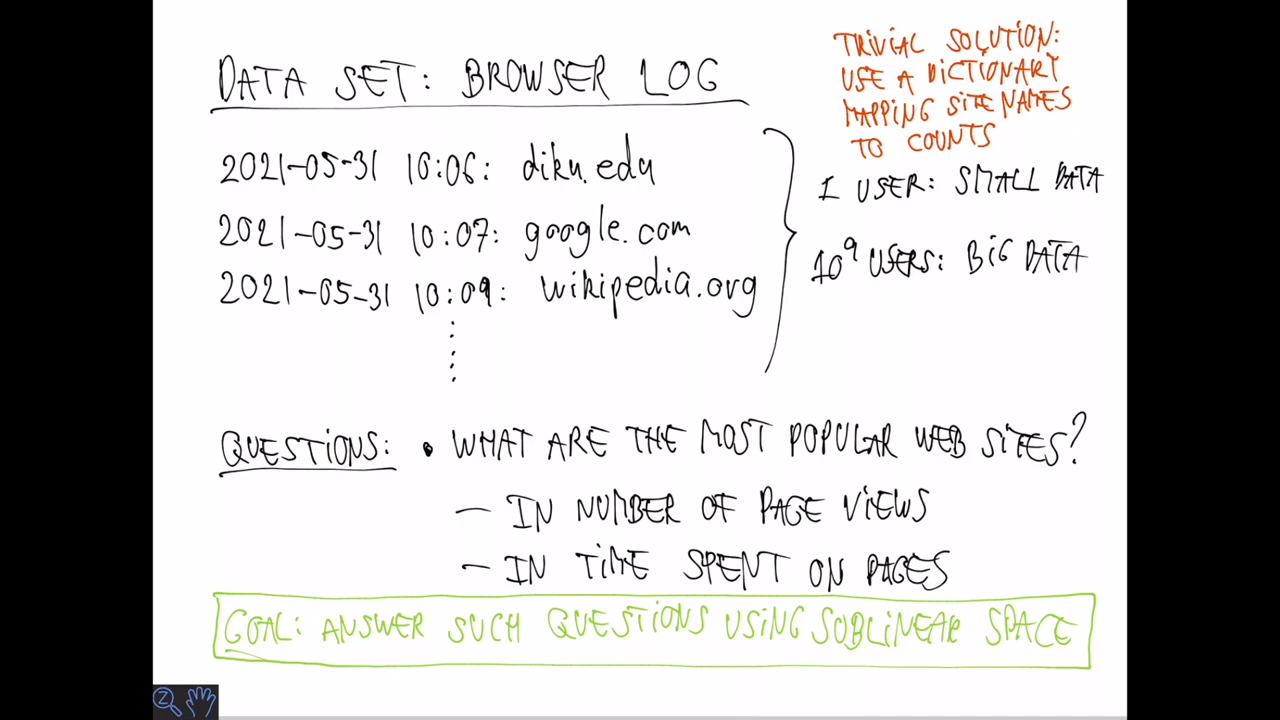 DATA SET: BROWSER LOG
2021-05-31 10:06: diku.edu
2021-05-31 10:07: google.com
2021-05-31 10:09: wikipedia.org
TRIVIAL SOLUTION:
USE A DICTIONARY
MAPPING SITE NAMES
TO COUNTS
1 USER: SMALL DATA
10⁹ USERS: BIG DATA
QUESTIONS: • WHAT ARE THE MOST POPULAR WEB SITES?
– IN NUMBER OF PAGE VIEWS
– IN TIME SPENT ON PAGES
GOAL: ANSWER SUCH QUESTIONS USING SUBLINEAR SPACE